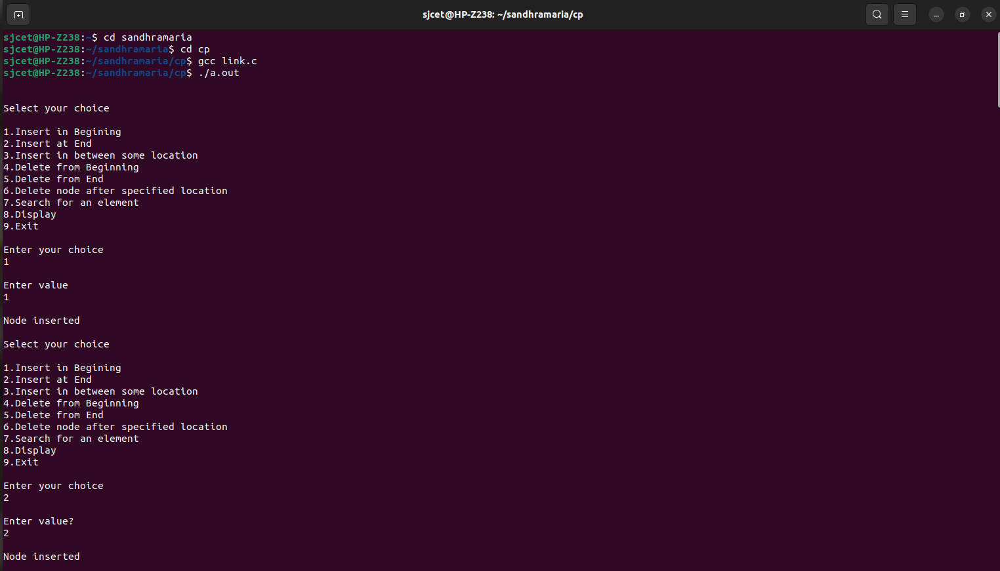 sjcet@HP-Z238: ~/sandhramaria/cp
sjcet@HP-Z238:~$ cd sandhramaria
sjcet@HP-Z238:~/sandhramaria$ cd cp
sjcet@HP-Z238:~/sandhramaria/cp$ gcc link.c
sjcet@HP-Z238:~/sandhramaria/cp$ ./a.out
Select your choice
1.Insert in Begining
2.Insert at End
3.Insert in between some location
4.Delete from Beginning
5.Delete from End
6.Delete node after specified location
7.Search for an element
8.Display
9.Exit
Enter your choice
1
Enter value
1
Node inserted
Select your choice
1.Insert in Begining
2.Insert at End
3.Insert in between some location
4.Delete from Beginning
5.Delete from End
6.Delete node after specified location
7.Search for an element
8.Display
9.Exit
Enter your choice
2
Enter value?
2
Node inserted